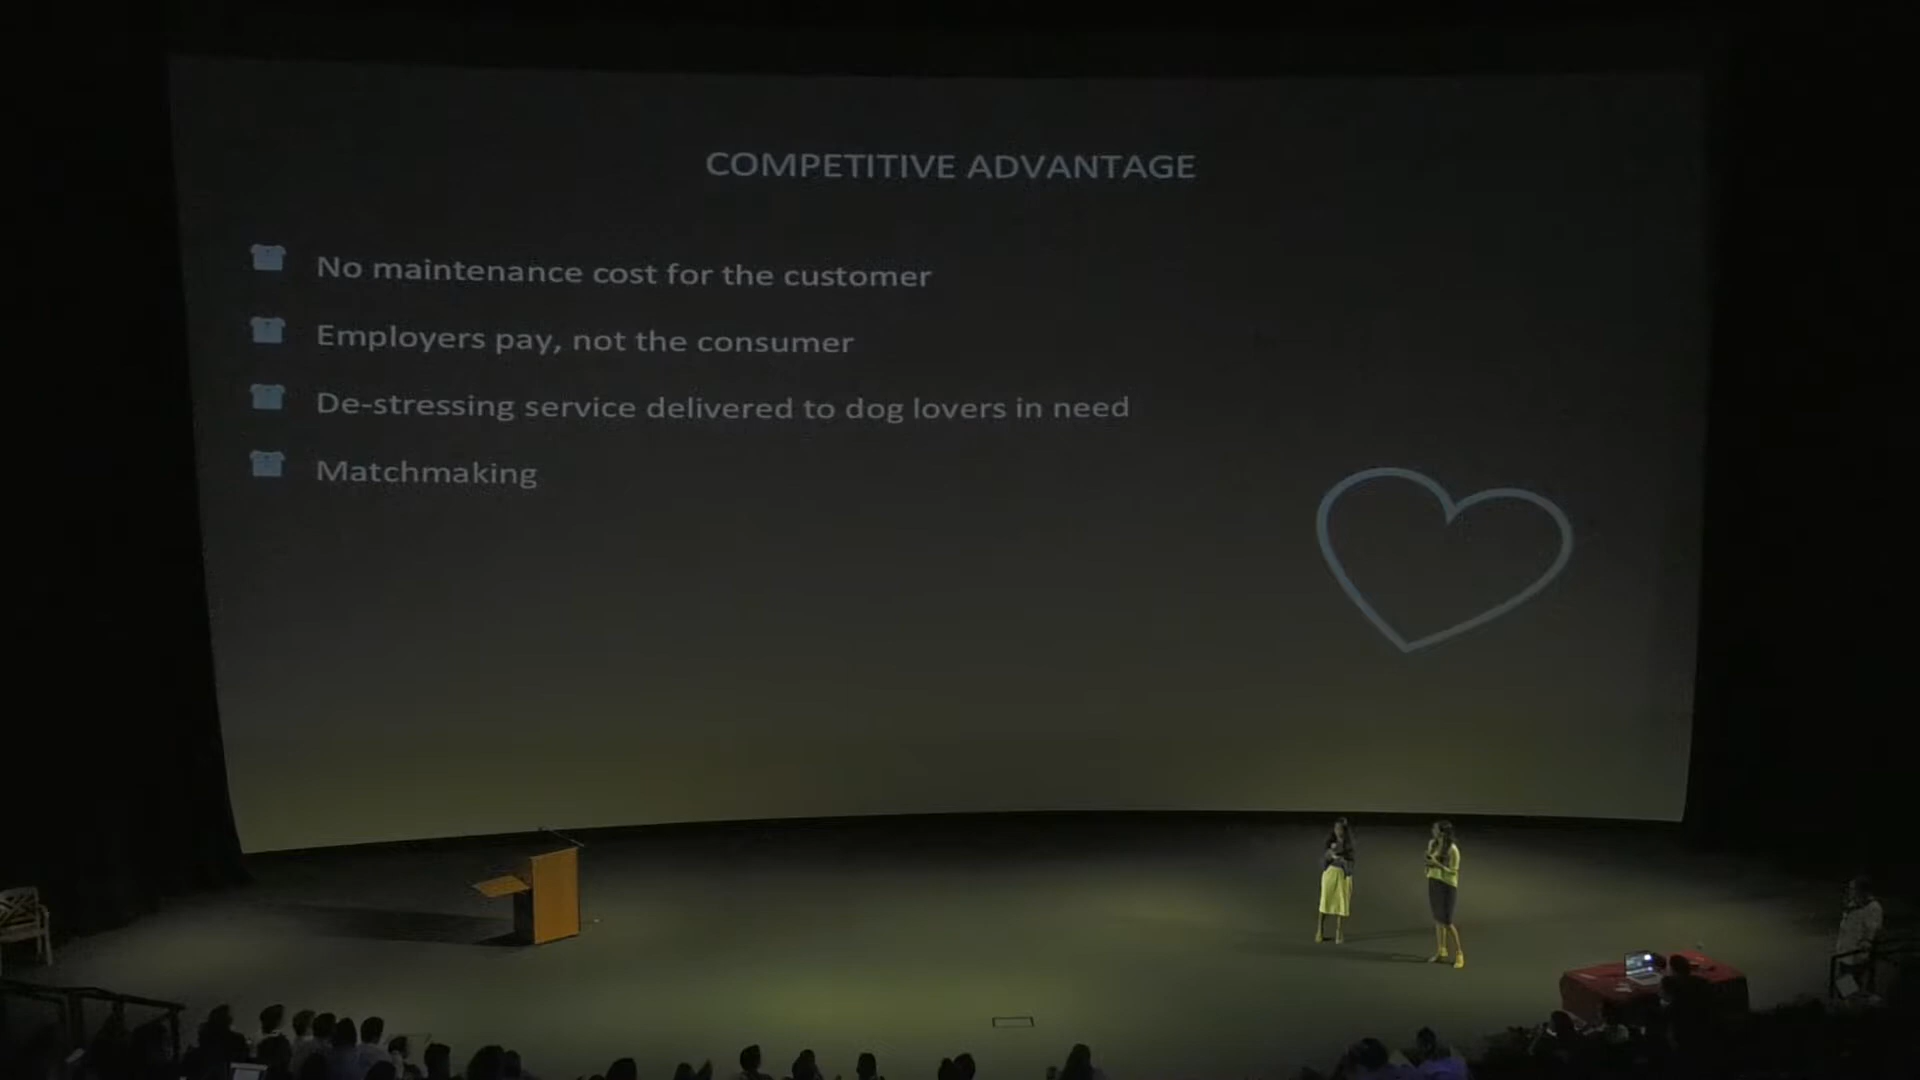 COMPETITIVE ADVANTAGE
No maintenance cost for the customer
Employers pay, not the consumer
De-stressing service delivered to dog lovers in need
Matchmaking